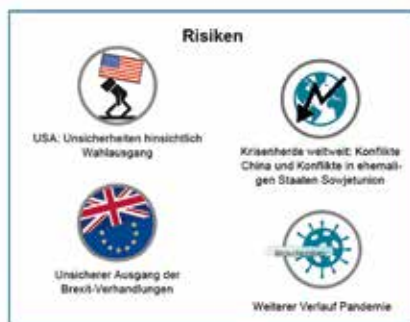 Risiken
USA: Unsicherheiten hinsichtlich
Wahlausgang
Krisenherde weltweit: Konflikte
China und Konflikte in ehemali-
gen Staaten Sowjetunion
Unsicherer Ausgang der
Brexit-Verhandlungen
Weiterer Verlauf Pandemie